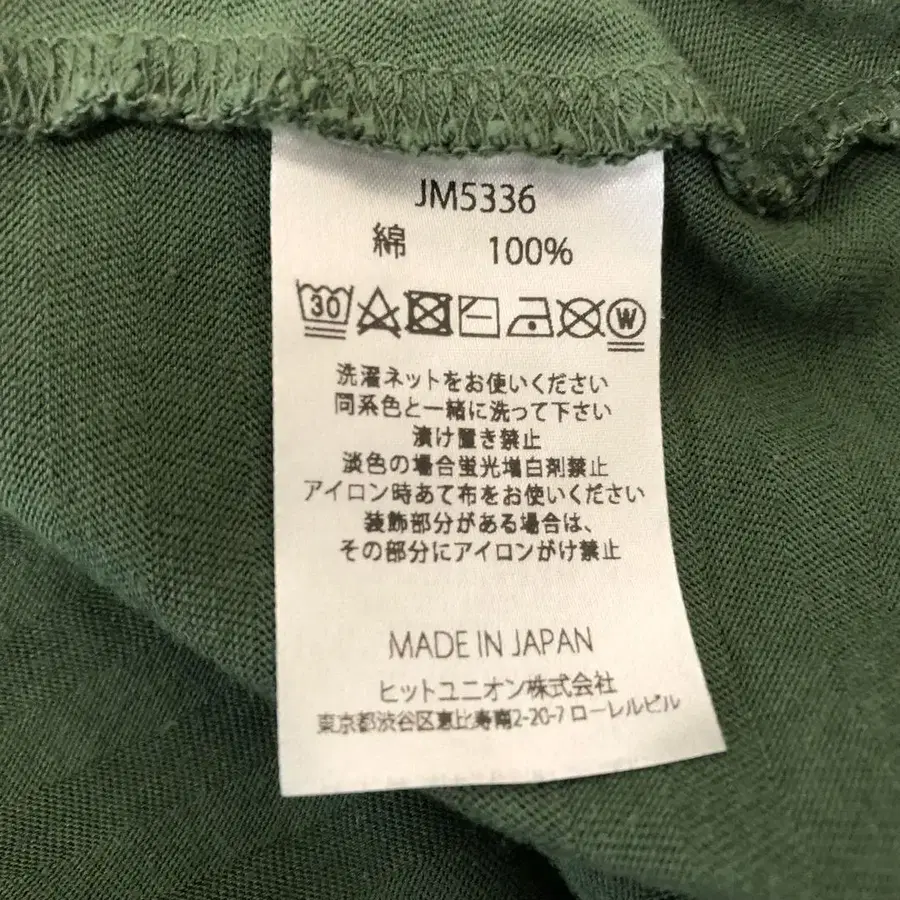 JM5336
綿 100%
30 W
洗濯ネットをお使いください
同系色と一緒に洗って下さい
漬け置き禁止
淡色の場合蛍光増白剤禁止
アイロン時あて布をお使いください
装飾部分がある場合は、
その部分にアイロンがけ禁止
MADE IN JAPAN
ヒットユニオン株式会社
東京都渋谷区恵比寿南2-20-7 ローレルビル